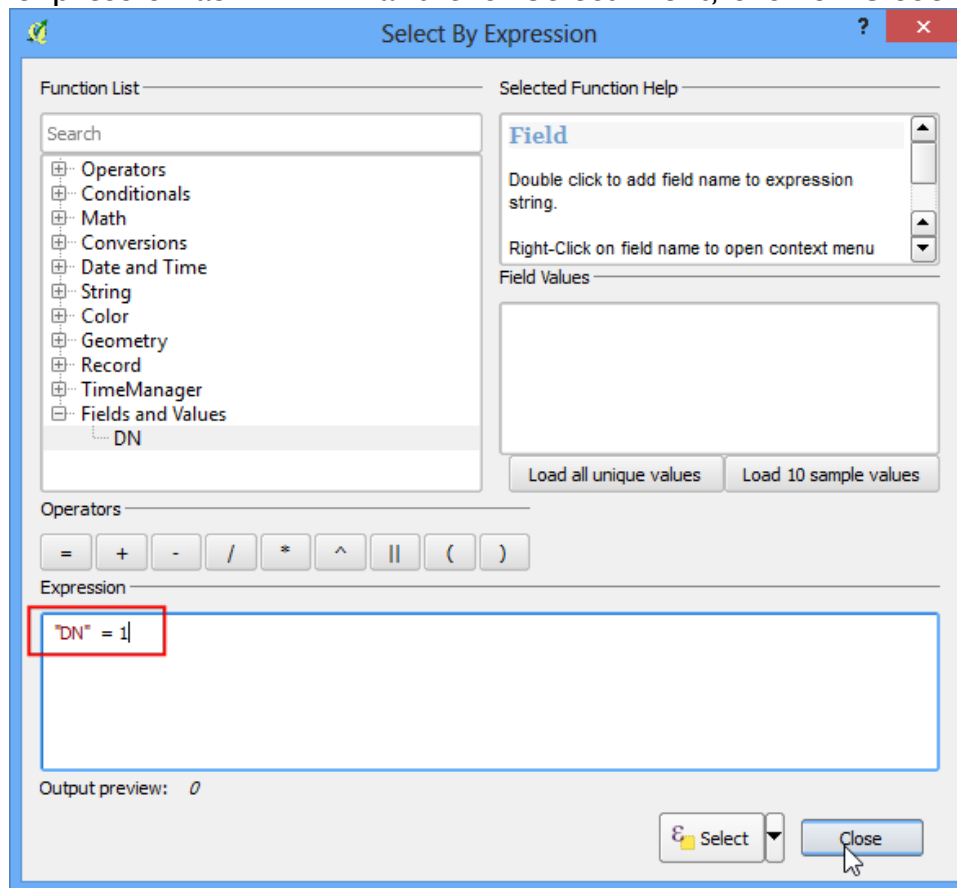 Select By Expression
?
×
Function List
Search
Operators
Conditionals
Math
Conversions
Date and Time
String
Color
Geometry
Record
TimeManager
Fields and Values
DN
Selected Function Help
Field
Double click to add field name to expression
string.
Right-Click on field name to open context menu
Field Values
Load all unique values
Load 10 sample values
Operators
= + - / * ^ || ( )
Expression
"DN" = 1
Output preview: 0
ε Select
Close